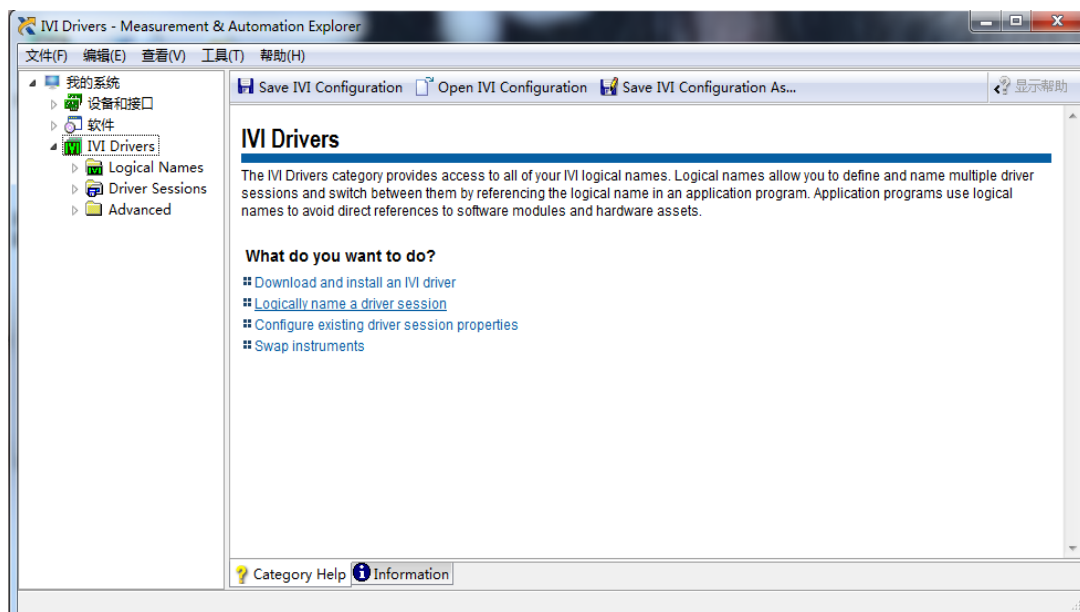 IVI Drivers - Measurement & Automation Explorer
文件(F) 编辑(E) 查看(V) 工具(T) 帮助(H)
我的系统
设备和接口
软件
IVI Drivers
Logical Names
Driver Sessions
Advanced
Save IVI Configuration Open IVI Configuration Save IVI Configuration As... 显示帮助
IVI Drivers
The IVI Drivers category provides access to all of your IVI logical names. Logical names allow you to define and name multiple driver
sessions and switch between them by referencing the logical name in an application program. Application programs use logical
names to avoid direct references to software modules and hardware assets.
What do you want to do?
Download and install an IVI driver
Logically name a driver session
Configure existing driver session properties
Swap instruments
Category Help Information